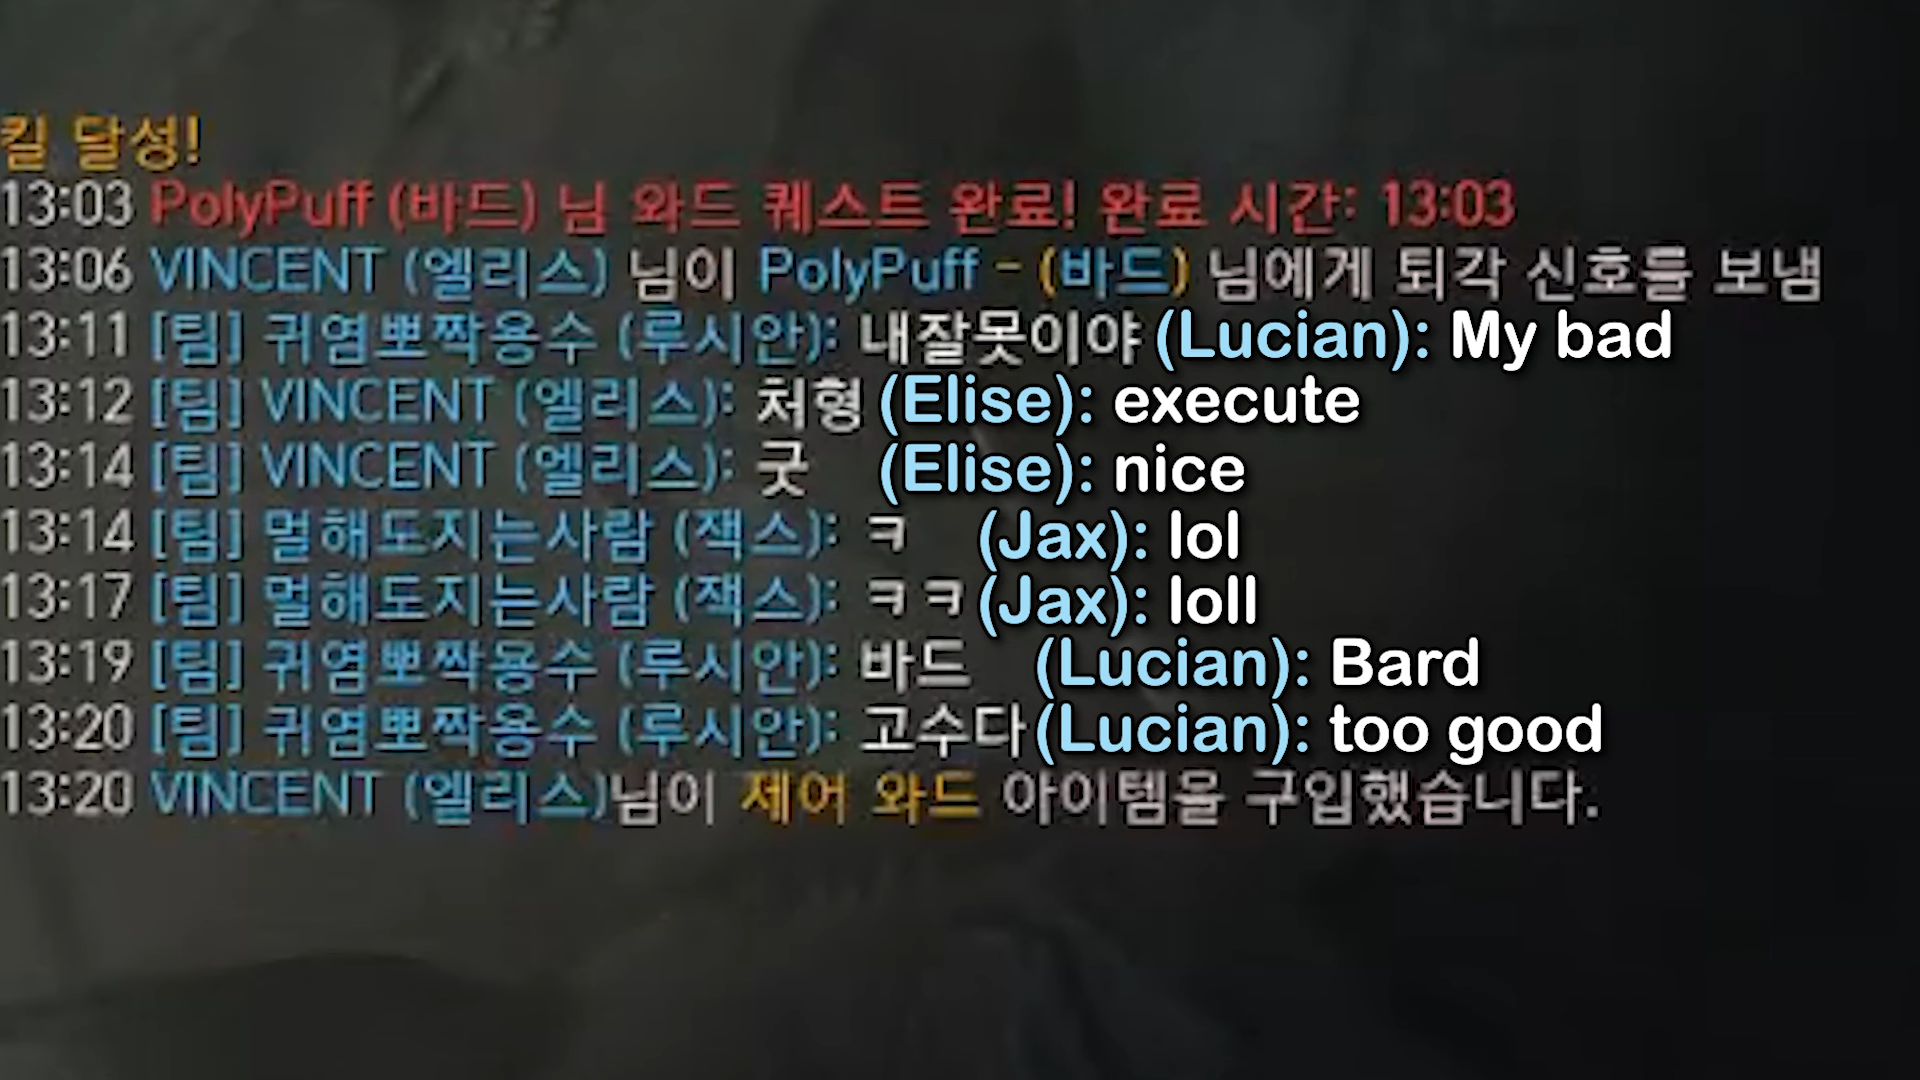 킬 달성!
13:03 PolyPuff (바드) 님 와드 퀘스트 완료! 완료 시간: 13:03
13:06 VINCENT (엘리스) 님이 PolyPuff - (바드) 님에게 퇴각 신호를 보냄
13:11 [팀] 귀염뽀짝용수 (루시안): 내잘못이야 (Lucian): My bad
13:12 [팀] VINCENT (엘리스): 처형 (Elise): execute
13:14 [팀] VINCENT (엘리스): 굿 (Elise): nice
13:14 [팀] 멀해도지는사람 (잭스): ㅋ (Jax): lol
13:17 [팀] 멀해도지는사람 (잭스): ㅋㅋ (Jax): loll
13:19 [팀] 귀염뽀짝용수 (루시안): 바드 (Lucian): Bard
13:20 [팀] 귀염뽀짝용수 (루시안): 고수다 (Lucian): too good
13:20 VINCENT (엘리스)님이 제어 와드 아이템을 구입했습니다.